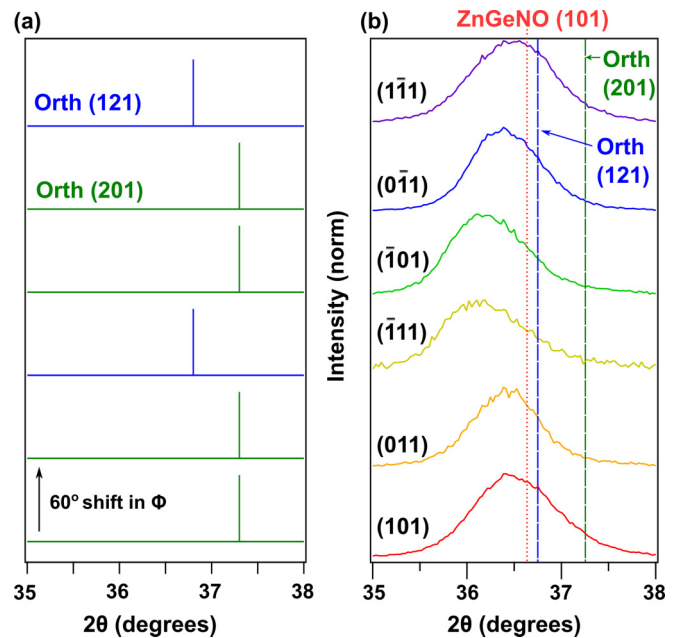 (a)
Orth (121)
Orth (201)
60° shift in Φ
35 36 37 38
2θ (degrees)
(b)
ZnGeNO (101)
Orth
(201)
Orth
(121)
(11̄1)
(01̄1)
(1̄01)
(1̄11)
(011)
(101)
Intensity (norm)
35 36 37 38
2θ (degrees)